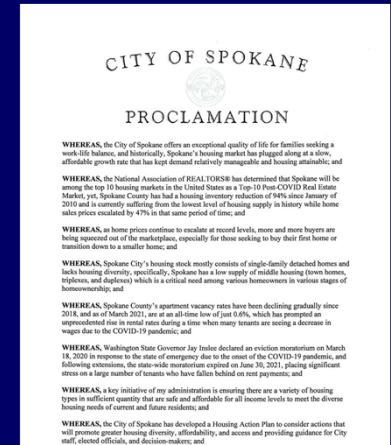 CITY OF SPOKANE
PROCLAMATION
WHEREAS, the City of Spokane offers an exceptional quality of life for families seeking a
work-life balance, and historically, Spokane's housing market has plugged along at a slow,
affordable growth rate that has kept demand relatively manageable and housing attainable; and
WHEREAS, the National Association of REALTORS® has determined that Spokane will be
among the top 10 housing markets in the United States as a Top-10 Post-COVID Real Estate
Market, yet, Spokane County has had a housing inventory reduction of 94% since January of
2010 and is currently suffering from the lowest level of housing supply in history while home
sales prices escalated by 47% in that same period of time; and
WHEREAS, as home prices continue to escalate at record levels, more and more buyers are
being squeezed out of the marketplace, especially for those seeking to buy their first home or
transition down to a smaller home; and
WHEREAS, Spokane City's housing stock mostly consists of single-family detached homes and
lacks housing diversity, specifically, Spokane has a low supply of middle housing (town homes,
triplexes, and duplexes) which is a critical need among various homeowners in various stages of
homeownership; and
WHEREAS, Spokane County's apartment vacancy rates have been declining gradually since
2018, and as of March 2021, are at an all-time low of just 0.6%, which has prompted an
unprecedented rise in rental rates during a time when many tenants are seeing a decrease in
wages due to the COVID-19 pandemic; and
WHEREAS, Washington State Governor Jay Inslee declared an eviction moratorium on March
18, 2020 in response to the state of emergency due to the onset of the COVID-19 pandemic, and
following extensions, the state-wide moratorium expired on June 30, 2021, placing significant
stress on a large number of tenants who have fallen behind on rent payments; and
WHEREAS, a key initiative of my administration is ensuring there are a variety of housing
types in sufficient quantity that are safe and affordable for all income levels to meet the diverse
housing needs of current and future residents; and
WHEREAS, the City of Spokane has developed a Housing Action Plan to consider actions that
will promote greater housing diversity, affordability, and access and providing guidance for City
staff, elected officials, and decision-makers; and